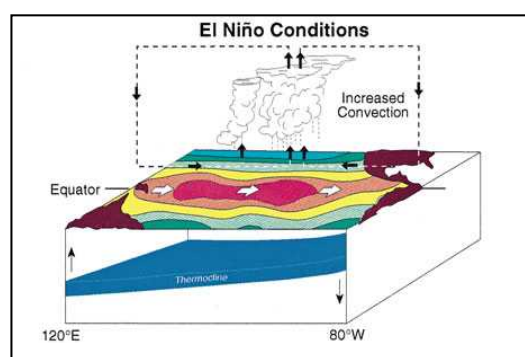 El Niño Conditions
Increased
Convection
Equator
Thermocline
120°E
80°W